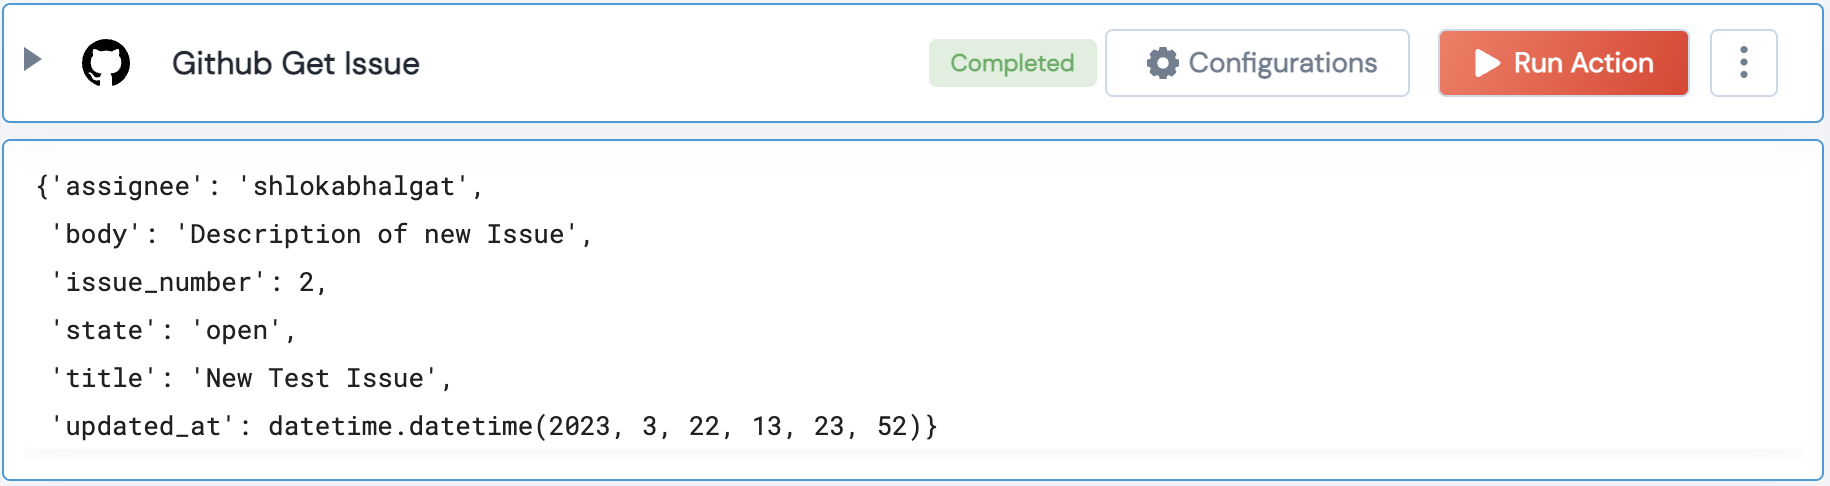 Github Get Issue
Completed
Configurations
Run Action
{'assignee': 'shlokabhalgat',
 'body': 'Description of new Issue',
 'issue_number': 2,
 'state': 'open',
 'title': 'New Test Issue',
 'updated_at': datetime.datetime(2023, 3, 22, 13, 23, 52)}